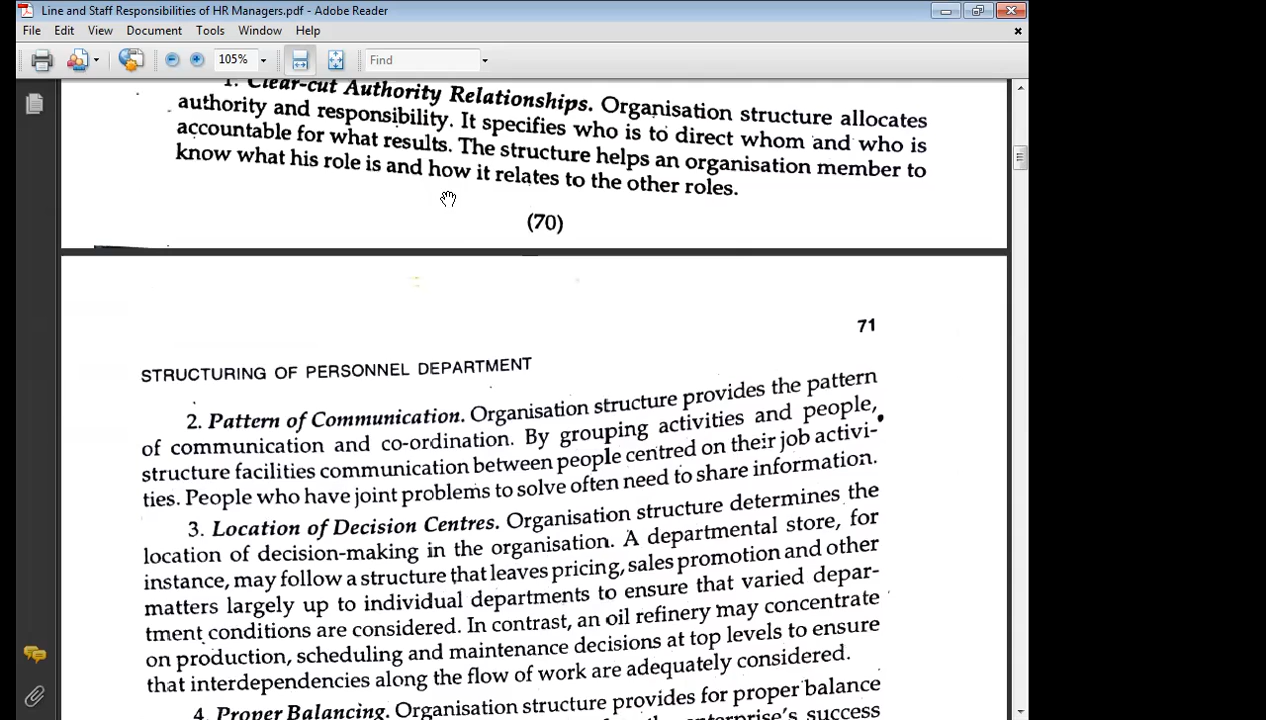 Line and Staff Responsibilities of HR Managers.pdf - Adobe Reader
File Edit View Document Tools Window Help
105% Find
1. Clear-cut Authority Relationships. Organisation structure allocates
authority and responsibility. It specifies who is to direct whom and who is
accountable for what results. The structure helps an organisation member to
know what his role is and how it relates to the other roles.
(70)
71
STRUCTURING OF PERSONNEL DEPARTMENT
2. Pattern of Communication. Organisation structure provides the pattern
of communication and co-ordination. By grouping activities and people,
structure facilities communication between people centred on their job activi-
ties. People who have joint problems to solve often need to share information.
3. Location of Decision Centres. Organisation structure determines the
location of decision-making in the organisation. A departmental store, for
instance, may follow a structure that leaves pricing, sales promotion and other
matters largely up to individual departments to ensure that varied depar-
tment conditions are considered. In contrast, an oil refinery may concentrate
on production, scheduling and maintenance decisions at top levels to ensure
that interdependencies along the flow of work are adequately considered.
4. Proper Balancing. Organisation structure provides for proper balance
enterprise's success